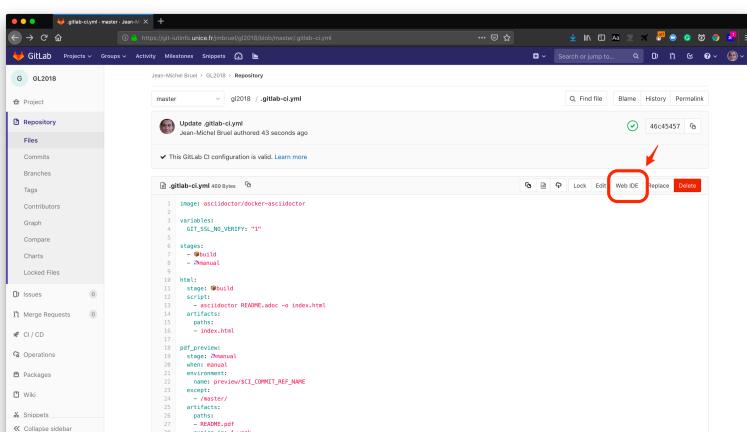 .gitlab-ci.yml · master · Jean-M
https://git-iutinfo.unice.fr/jmbruel/gl2018/blob/master/.gitlab-ci.yml
GitLab Projects Groups Activity Milestones Snippets
Search or jump to...
G GL2018
Project
Repository
Files
Commits
Branches
Tags
Contributors
Graph
Compare
Charts
Locked Files
Issues 0
Merge Requests 0
CI / CD
Operations
Packages
Wiki
Snippets
Collapse sidebar
Jean-Michel Bruel > GL2018 > Repository
master gl2018 / .gitlab-ci.yml
Find file Blame History Permalink
Update .gitlab-ci.yml
Jean-Michel Bruel authored 43 seconds ago
46c45457
This GitLab CI configuration is valid. Learn more
.gitlab-ci.yml 469 Bytes
Lock Edit Web IDE Replace Delete
1 image: asciidoctor/docker-asciidoctor
2
3 variables:
4 GIT_SSL_NO_VERIFY: "1"
5
6 stages:
7 - 📦build
8 - manual
9
10 html:
11 stage: 📦build
12 script:
13 - asciidoctor README.adoc -o index.html
14 artifacts:
15 paths:
16 - index.html
17
18 pdf_preview:
19 stage: manual
20 when: manual
21 environment:
22 name: preview/$CI_COMMIT_REF_NAME
23 except:
24 - /master/
25 artifacts:
26 paths:
27 - README.pdf